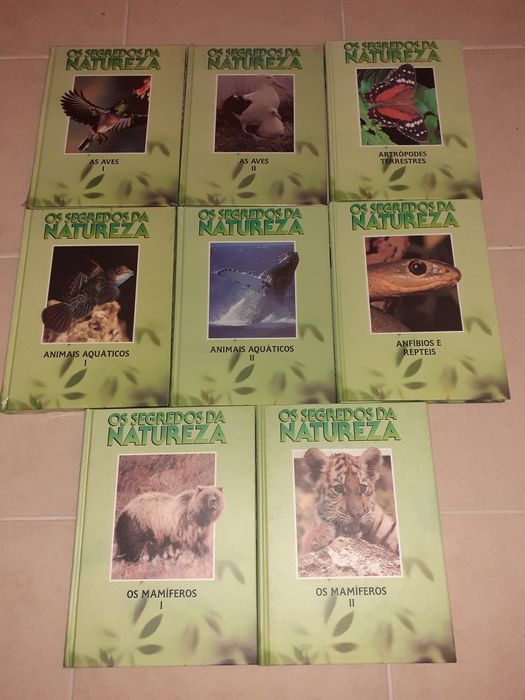 OS SEGREDOS DA
NATUREZA
AS AVES
I
OS SEGREDOS DA
NATUREZA
AS AVES
II
OS SEGREDOS DA
NATUREZA
ARTRÓPODES
TERRESTRES
OS SEGREDOS DA
NATUREZA
ANIMAIS AQUÁTICOS
I
OS SEGREDOS DA
NATUREZA
ANIMAIS AQUÁTICOS
II
OS SEGREDOS DA
NATUREZA
ANFÍBIOS E
RÉPTEIS
OS SEGREDOS DA
NATUREZA
OS MAMÍFEROS
I
OS SEGREDOS DA
NATUREZA
OS MAMÍFEROS
II